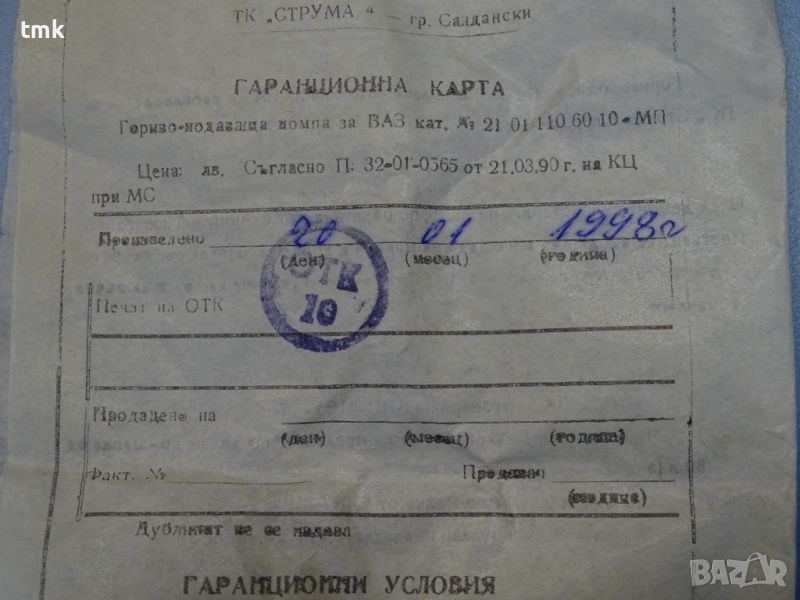 tmk
ТК „СТРУМА“ – гр. Салдански
ГАРАНЦИОННА КАРТА
Гориво-подаваща помпа за ВАЗ кат. № 21 01 110 60 10-МП
Цена: лв. Съгласно П: 32-01-0565 от 21.03.90 г. на КЦ
при МС
Произведено 20 01 1998г
(ден) (месец) (година)
ОТК
10
Печат на ОТК
Продадено на
(ден) (месец) (година)
Факт. № Продавач
Дубликат не се издава
ГАРАНЦИОННИ УСЛОВИЯ
BAZAR